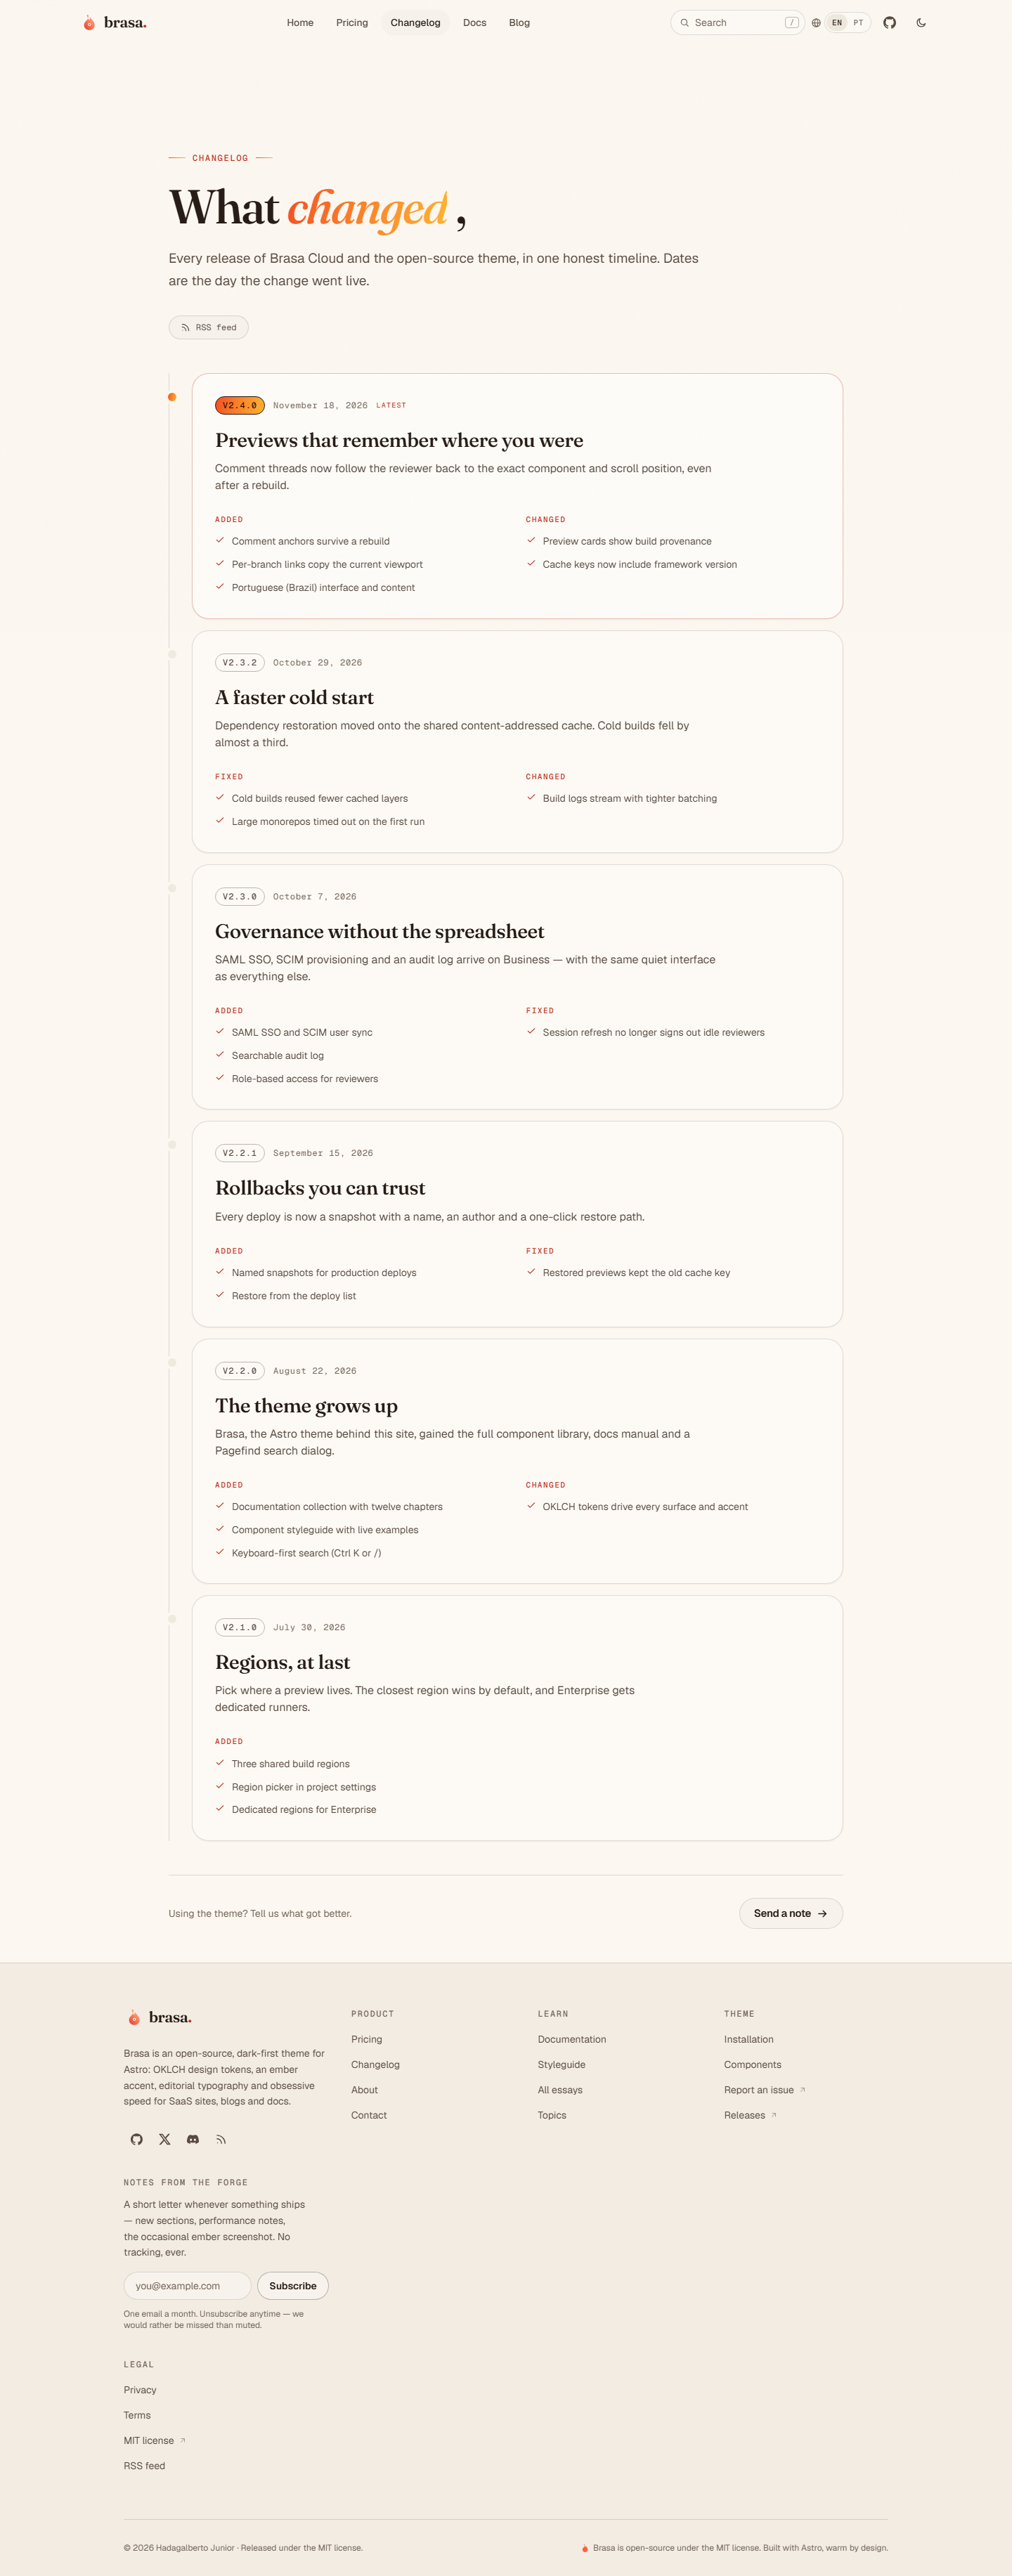 brasa.
Home
Pricing
Changelog
Docs
Blog
Search
/
EN
PT
CHANGELOG
What changed ,
Every release of Brasa Cloud and the open-source theme, in one honest timeline. Dates
are the day the change went live.
RSS feed
V2.4.0 November 18, 2026 LATEST
Previews that remember where you were
Comment threads now follow the reviewer back to the exact component and scroll position, even
after a rebuild.
ADDED
Comment anchors survive a rebuild
Per-branch links copy the current viewport
Portuguese (Brazil) interface and content
CHANGED
Preview cards show build provenance
Cache keys now include framework version
V2.3.2 October 29, 2026
A faster cold start
Dependency restoration moved onto the shared content-addressed cache. Cold builds fell by
almost a third.
FIXED
Cold builds reused fewer cached layers
Large monorepos timed out on the first run
CHANGED
Build logs stream with tighter batching
V2.3.0 October 7, 2026
Governance without the spreadsheet
SAML SSO, SCIM provisioning and an audit log arrive on Business — with the same quiet interface
as everything else.
ADDED
SAML SSO and SCIM user sync
Searchable audit log
Role-based access for reviewers
FIXED
Session refresh no longer signs out idle reviewers
V2.2.1 September 15, 2026
Rollbacks you can trust
Every deploy is now a snapshot with a name, an author and a one-click restore path.
ADDED
Named snapshots for production deploys
Restore from the deploy list
FIXED
Restored previews kept the old cache key
V2.2.0 August 22, 2026
The theme grows up
Brasa, the Astro theme behind this site, gained the full component library, docs manual and a
Pagefind search dialog.
ADDED
Documentation collection with twelve chapters
Component styleguide with live examples
Keyboard-first search (Ctrl K or /)
CHANGED
OKLCH tokens drive every surface and accent
V2.1.0 July 30, 2026
Regions, at last
Pick where a preview lives. The closest region wins by default, and Enterprise gets
dedicated runners.
ADDED
Three shared build regions
Region picker in project settings
Dedicated regions for Enterprise
Using the theme? Tell us what got better.
Send a note
brasa.
Brasa is an open-source, dark-first theme for
Astro: OKLCH design tokens, an ember
accent, editorial typography and obsessive
speed for SaaS sites, blogs and docs.
PRODUCT
Pricing
Changelog
About
Contact
LEARN
Documentation
Styleguide
All essays
Topics
THEME
Installation
Components
Report an issue
Releases
NOTES FROM THE FORGE
A short letter whenever something ships
— new sections, performance notes,
the occasional ember screenshot. No
tracking, ever.
you@example.com
Subscribe
One email a month. Unsubscribe anytime — we
would rather be missed than muted.
LEGAL
Privacy
Terms
MIT license
RSS feed
© 2026 Hadagalberto Junior · Released under the MIT license.
Brasa is open-source under the MIT license. Built with Astro, warm by design.